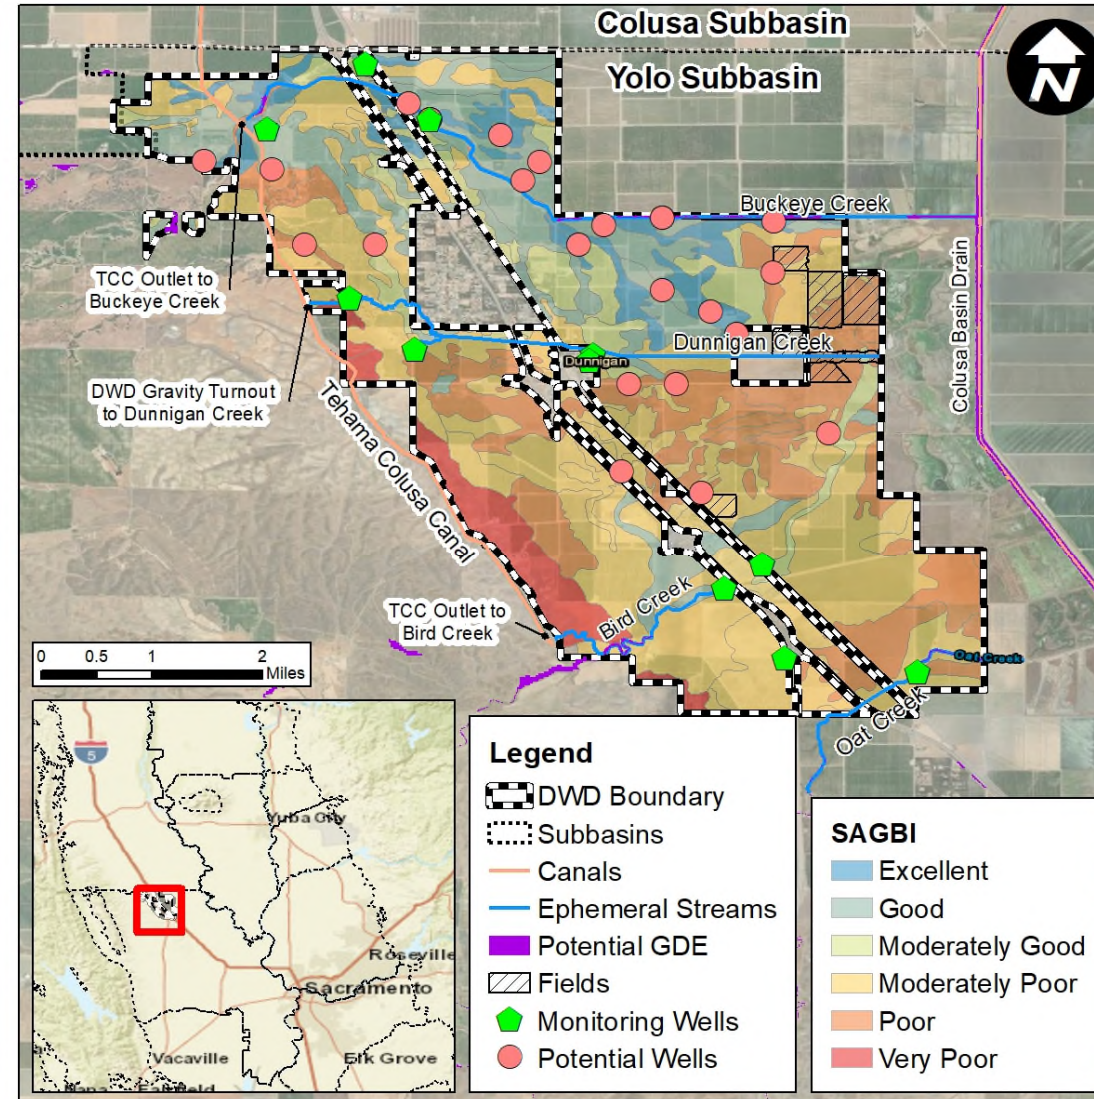 Colusa Subbasin
Yolo Subbasin
N
Buckeye Creek
TCC Outlet to
Buckeye Creek
Colusa Basin Drain
Dunnigan Creek
Dunnigan
DWD Gravity Turnout
to Dunnigan Creek
Tehama Colusa Canal
TCC Outlet to
Bird Creek
Bird Creek
Oat Creek
Oat Creek
0 0.5 1 2
Miles
5
Yuba City
Roseville
Sacramento
Vacaville
Elk Grove
Fairfield
Legend
DWD Boundary
Subbasins
Canals
Ephemeral Streams
Potential GDE
Fields
Monitoring Wells
Potential Wells
SAGBI
Excellent
Good
Moderately Good
Moderately Poor
Poor
Very Poor